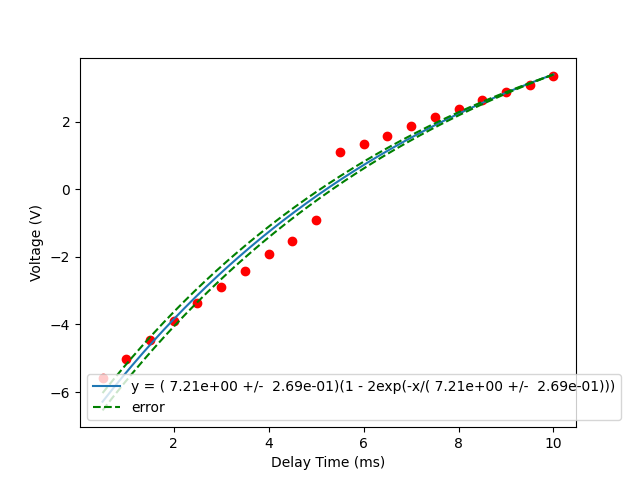 2
0
−2
−4
−6
Voltage (V)
y = ( 7.21e+00 +/-  2.69e-01)(1 - 2exp(-x/( 7.21e+00 +/-  2.69e-01)))
error
2 4 6 8 10
Delay Time (ms)